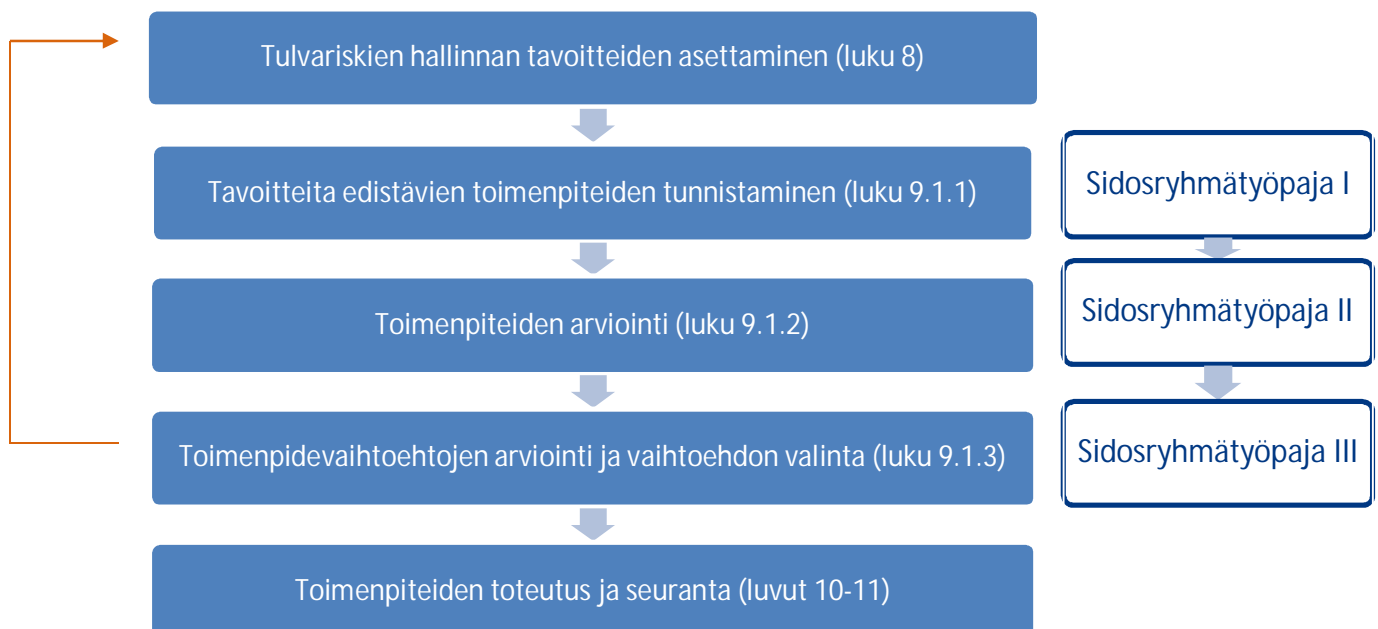 Tulvariskien hallinnan tavoitteiden asettaminen (luku 8)
Tavoitteita edistävien toimenpiteiden tunnistaminen (luku 9.1.1)
Sidosryhmätyöpaja I
Toimenpiteiden arviointi (luku 9.1.2)
Sidosryhmätyöpaja II
Toimenpidevaihtoehtojen arviointi ja vaihtoehdon valinta (luku 9.1.3)
Sidosryhmätyöpaja III
Toimenpiteiden toteutus ja seuranta (luvut 10-11)